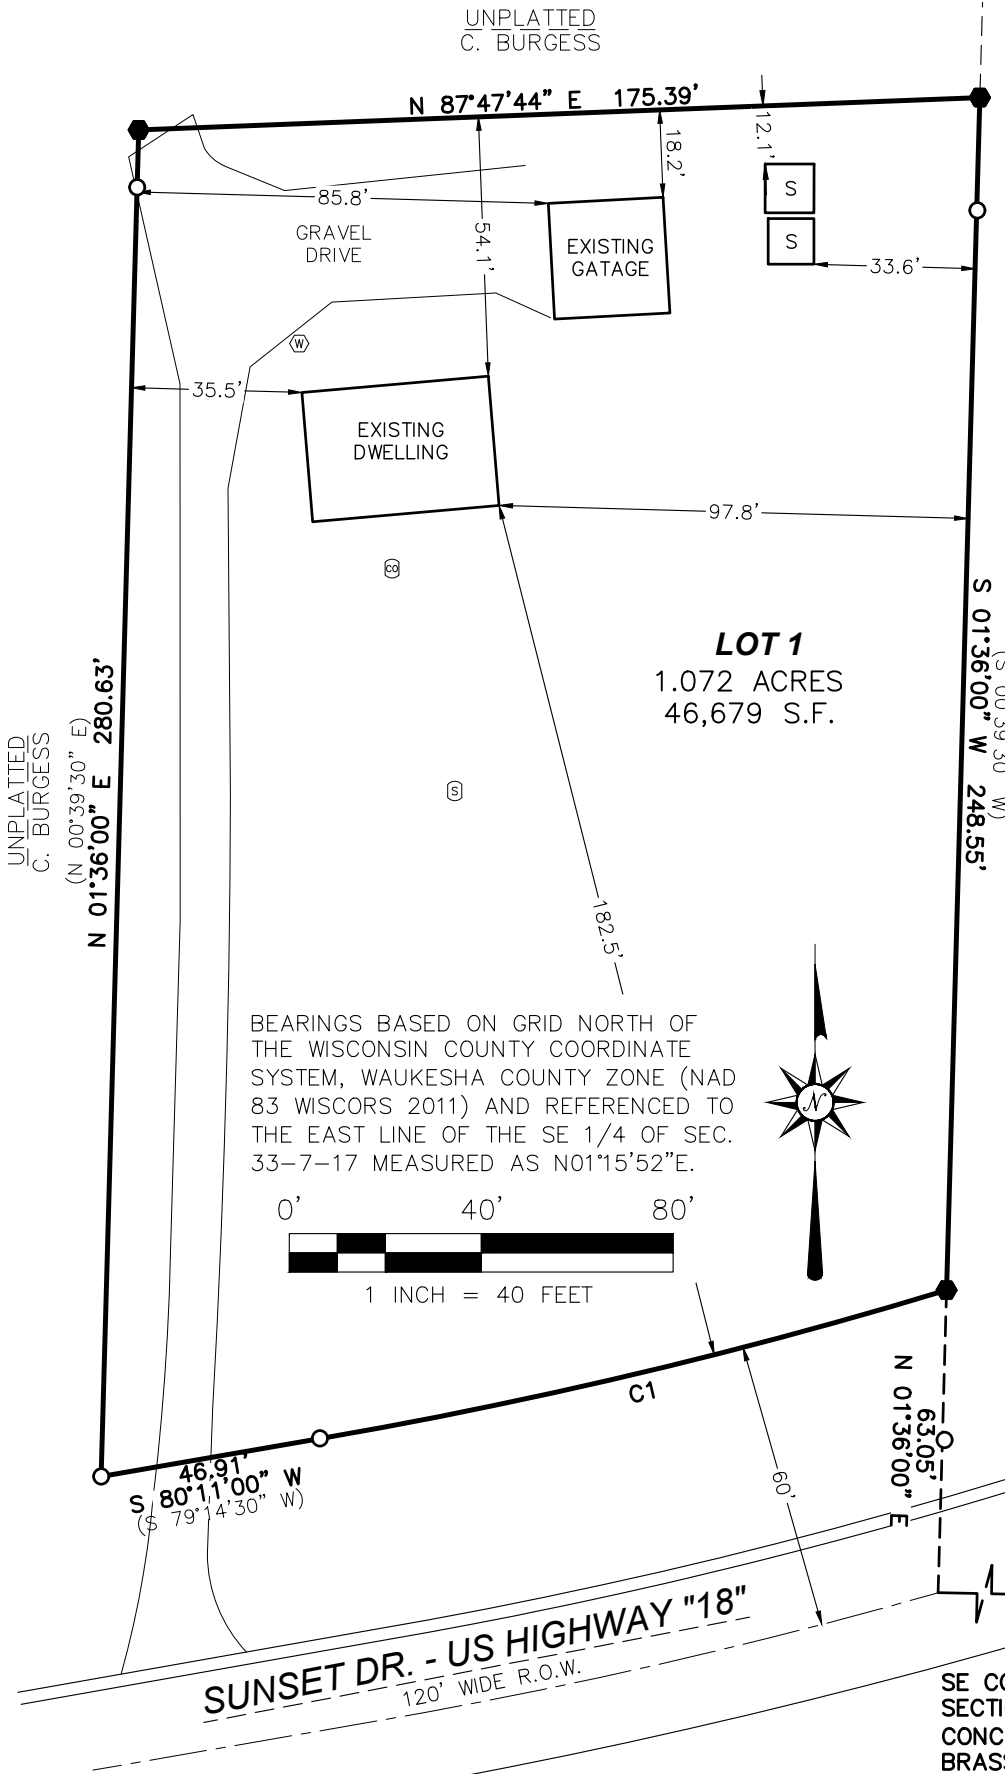 UNPLATTED
C. BURGESS
N 87°47'44" E 175.39'
12.1'
18.2'
S
85.8'
54.1'
GRAVEL
DRIVE
EXISTING
GATAGE
S
33.6'
W
35.5'
EXISTING
DWELLING
97.8'
CO
S 01°36'00" W 248.55'
(S 00°39'30" W)
LOT 1
1.072 ACRES
46,679 S.F.
UNPLATTED
C. BURGESS
(N 00°39'30" E)
N 01°36'00" E 280.63'
S
182.5'
BEARINGS BASED ON GRID NORTH OF
THE WISCONSIN COUNTY COORDINATE
SYSTEM, WAUKESHA COUNTY ZONE (NAD
83 WISCORS 2011) AND REFERENCED TO
THE EAST LINE OF THE SE 1/4 OF SEC.
33-7-17 MEASURED AS N01°15'52"E.
N
0' 40' 80'
1 INCH = 40 FEET
C1
N 01°36'00" E
63.05'
46.91'
S 80°11'00" W
(S 79°14'30" W)
60'
SUNSET DR. - US HIGHWAY "18"
120' WIDE R.O.W.
SE CO
SECTI
CONC
BRASS